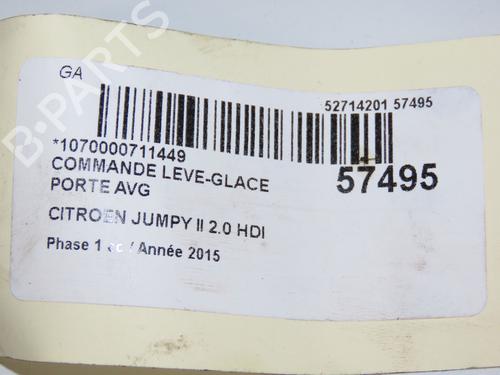 GA
52714201 57495
*1070000711449
COMMANDE LEVE-GLACE
PORTE AVG
57495
CITROEN JUMPY II 2.0 HDI
Phase 1 cc / Année 2015
B-PARTS